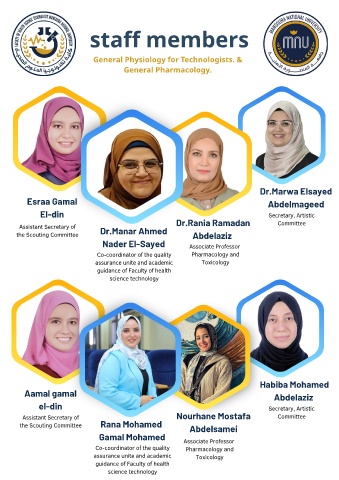 staff members
General Physiology for Technologists. &
General Pharmacology.
MANSOURA NATIONAL UNIVERSITY
MNU
Esraa Gamal
El-din
Assistant Secretary of
the Scouting Committee
Dr.Manar Ahmed
Nader El-Sayed
Co-coordinator of the quality
assurance unite and academic
guidance of Faculty of health
science technology
Dr.Rania Ramadan
Abdelaziz
Associate Professor
Pharmacology and
Toxicology
Dr.Marwa Elsayed
Abdelmageed
Secretary, Artistic
Committee
Aamal gamal
el-din
Assistant Secretary of
the Scouting Committee
Rana Mohamed
Gamal Mohamed
Co-coordinator of the quality
assurance unite and academic
guidance of Faculty of health
science technology
Nourhane Mostafa
Abdelsamei
Associate Professor
Pharmacology and
Toxicology
Habiba Mohamed
Abdelaziz
Secretary, Artistic
Committee